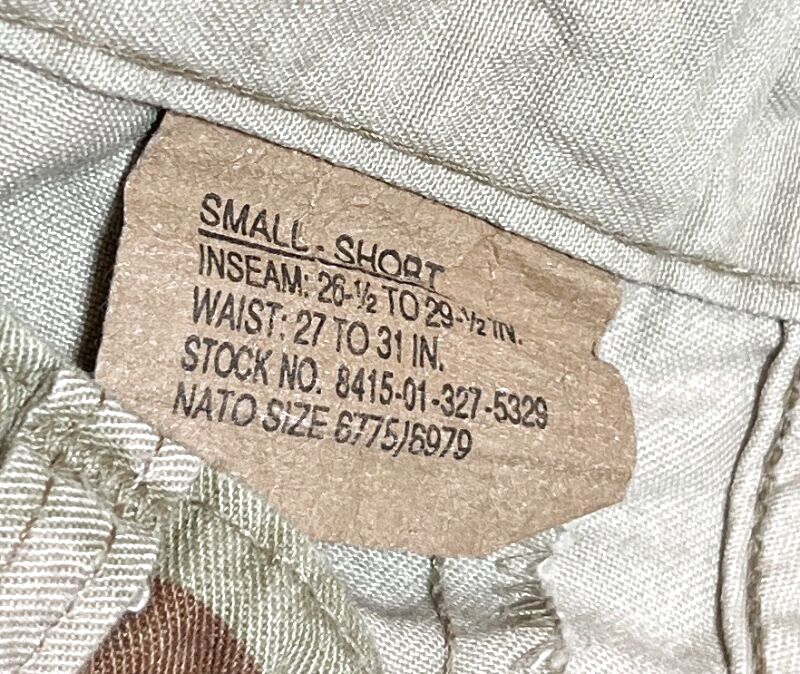 SMALL - SHORT
INSEAM: 26-½ TO 29-½ IN.
WAIST: 27 TO 31 IN.
STOCK NO. 8415-01-327-5329
NATO SIZE 6775/6979